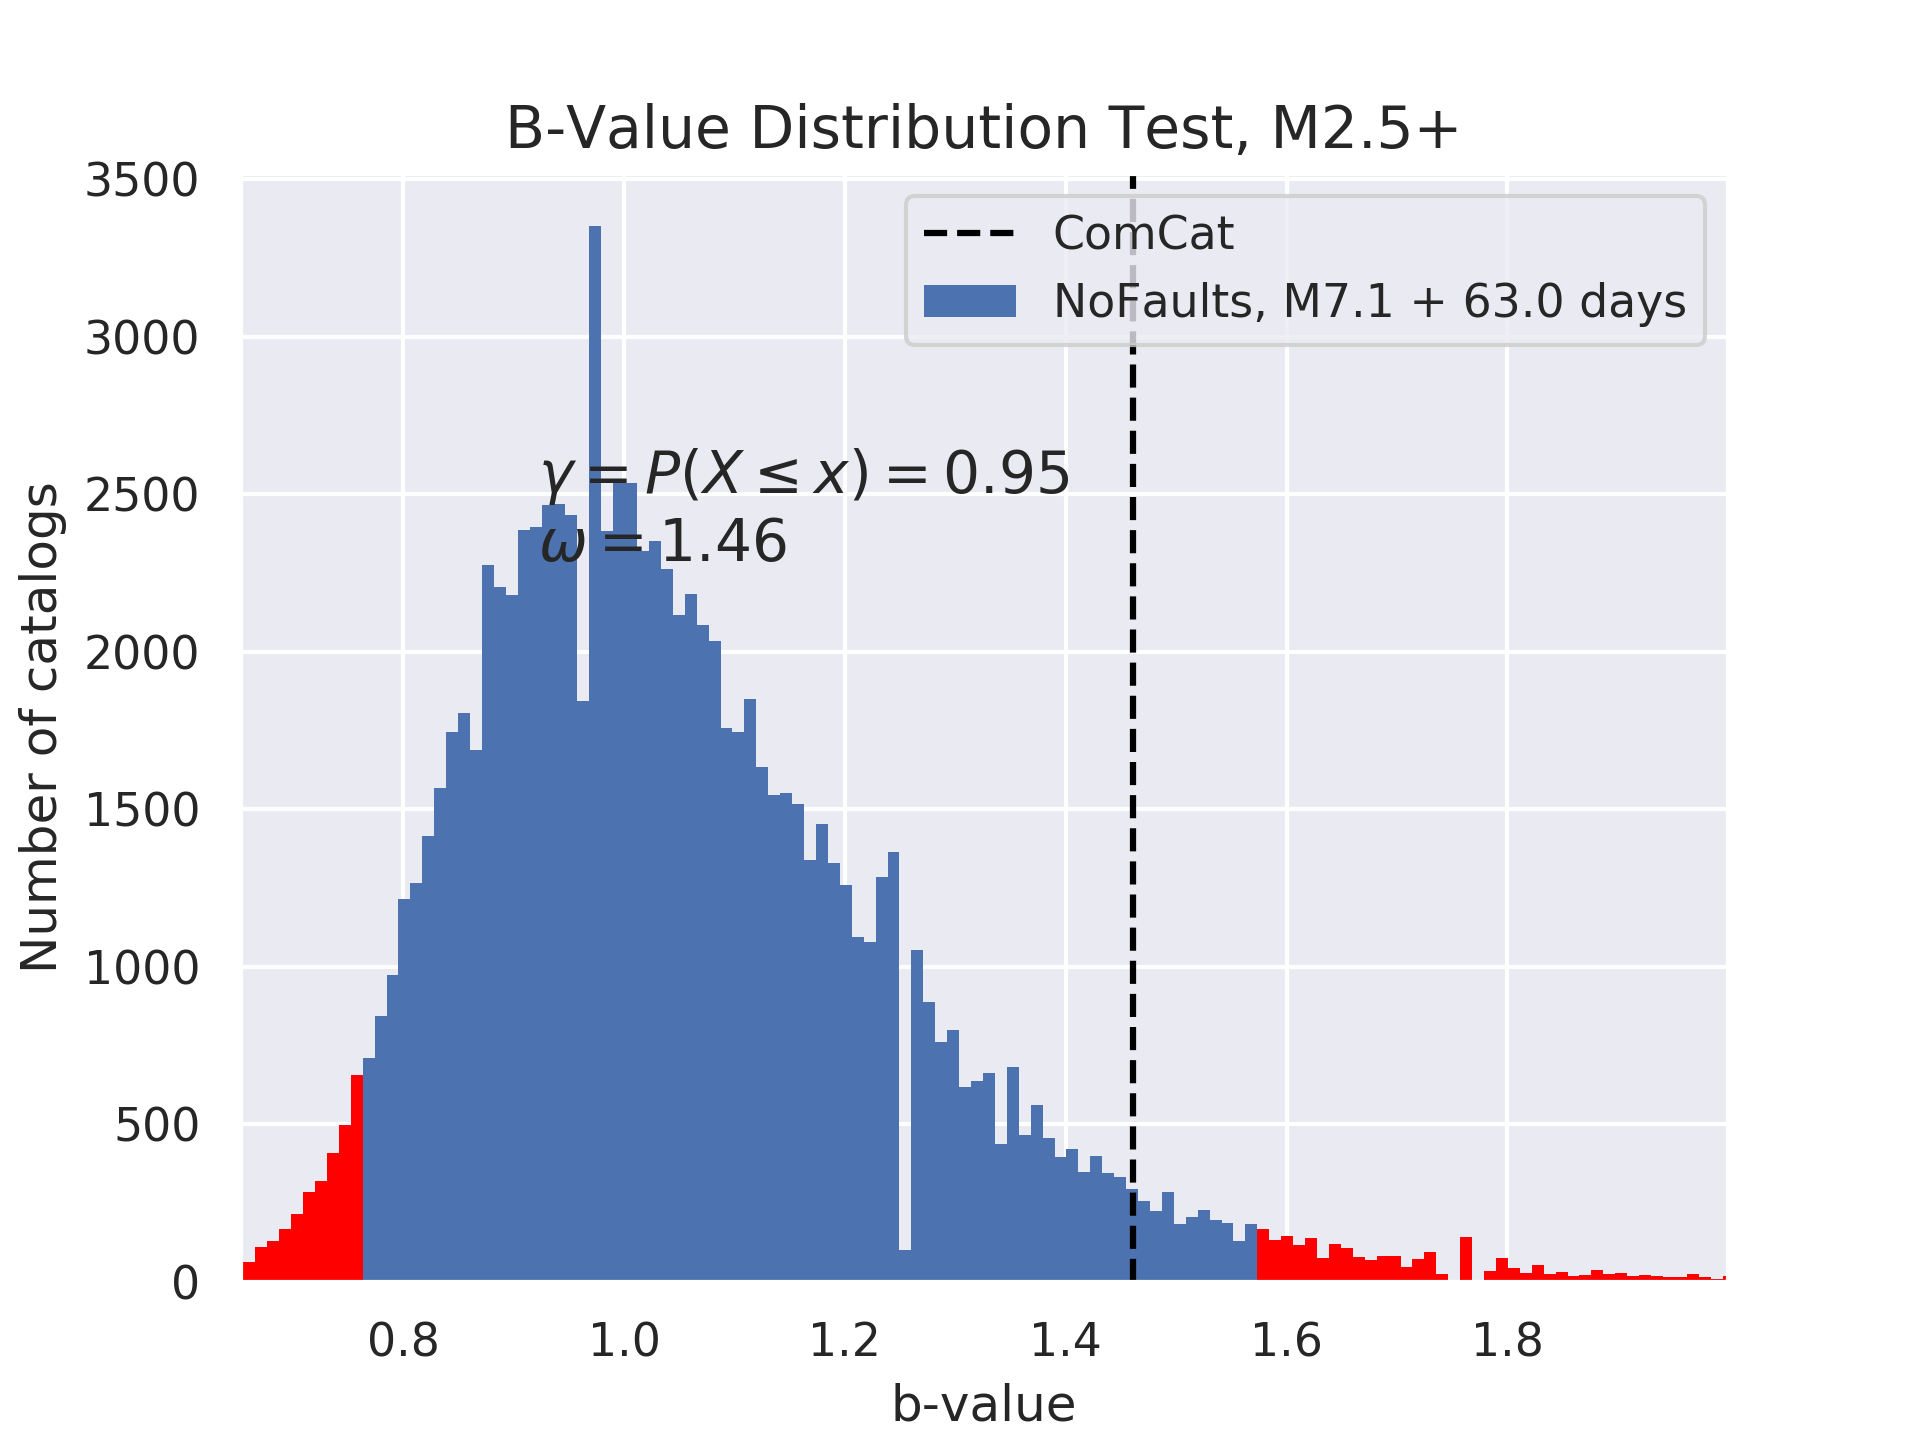 B-Value Distribution Test, M2.5+
3500
3000
2500
2000
1500
1000
500
0
Number of catalogs
ComCat
NoFaults, M7.1 + 63.0 days
γ = P(X ≤ x) = 0.95
ω = 1.46
0.8 1.0 1.2 1.4 1.6 1.8
b-value